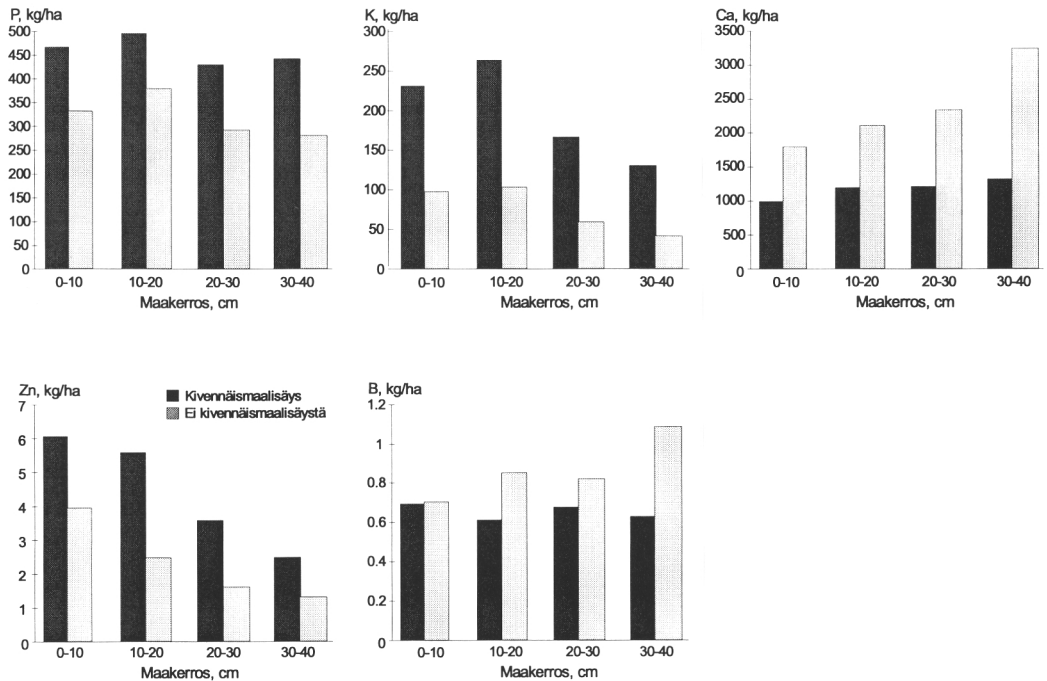 P, kg/ha
500
450
400
350
300
250
200
150
100
50
0
0-10 10-20 20-30 30-40
Maakerros, cm
K, kg/ha
300
250
200
150
100
50
0
0-10 10-20 20-30 30-40
Maakerros, cm
Ca, kg/ha
3500
3000
2500
2000
1500
1000
500
0
0-10 10-20 20-30 30-40
Maakerros, cm
Zn, kg/ha
7
6
5
4
3
2
1
0
Kivennäismaalisäys
Ei kivennäismaalisäystä
0-10 10-20 20-30 30-40
Maakerros, cm
B, kg/ha
1.2
1
0.8
0.6
0.4
0.2
0
0-10 10-20 20-30 30-40
Maakerros, cm